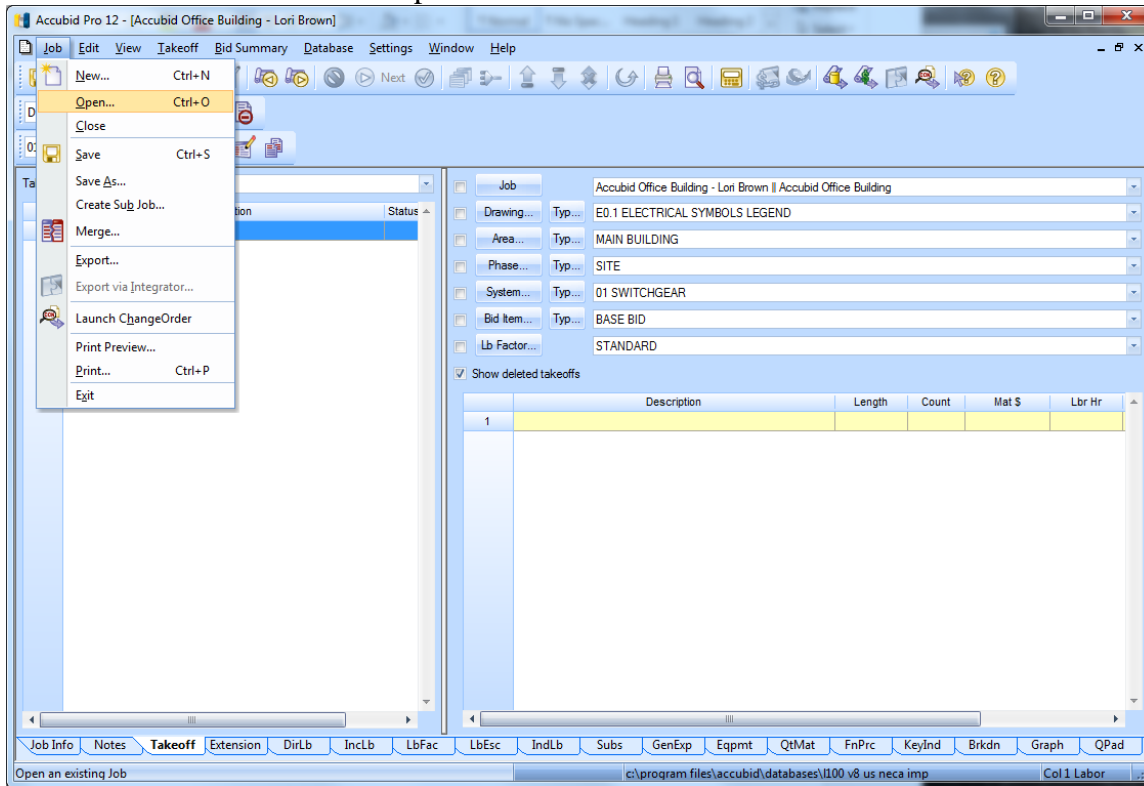 Accubid Pro 12 - [Accubid Office Building - Lori Brown]
Job Edit View Takeoff Bid Summary Database Settings Window Help
New... Ctrl+N
Next
Open... Ctrl+O
D
Close
01
Save Ctrl+S
Save As...
Create Sub Job...
Merge...
Export...
Export via Integrator...
Launch ChangeOrder
Print Preview...
Print... Ctrl+P
Exit
Ta
tion Status
Job Accubid Office Building - Lori Brown || Accubid Office Building
Drawing... Typ... E0.1 ELECTRICAL SYMBOLS LEGEND
Area... Typ... MAIN BUILDING
Phase... Typ... SITE
System... Typ... 01 SWITCHGEAR
Bid Item... Typ... BASE BID
Lb Factor... STANDARD
Show deleted takeoffs
Description Length Count Mat $ Lbr Hr
1
Job Info Notes Takeoff Extension DirLb IncLb LbFac LbEsc IndLb Subs GenExp Eqpmt QtMat FnPrc KeyInd Brkdn Graph QPad
Open an existing Job c:\program files\accubid\databases\l100 v8 us neca imp Col 1 Labor